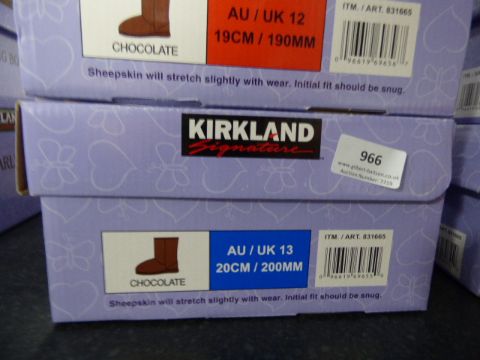 AU / UK 12
19CM / 190MM
ITM. / ART. 831665
CHOCOLATE
Sheepskin will stretch slightly with wear. Initial fit should be snug.
KIRKLAND
Signature
966
AU / UK 13
20CM / 200MM
ITM. / ART. 831665
CHOCOLATE
Sheepskin will stretch slightly with wear. Initial fit should be snug.